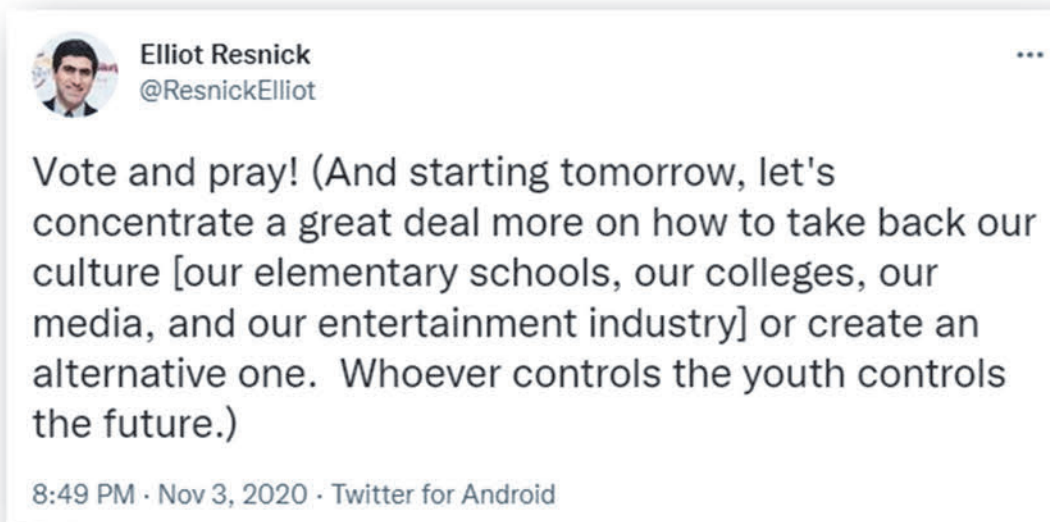 Elliot Resnick
@ResnickElliot
Vote and pray! (And starting tomorrow, let's
concentrate a great deal more on how to take back our
culture [our elementary schools, our colleges, our
media, and our entertainment industry] or create an
alternative one.  Whoever controls the youth controls
the future.)
8:49 PM · Nov 3, 2020 · Twitter for Android